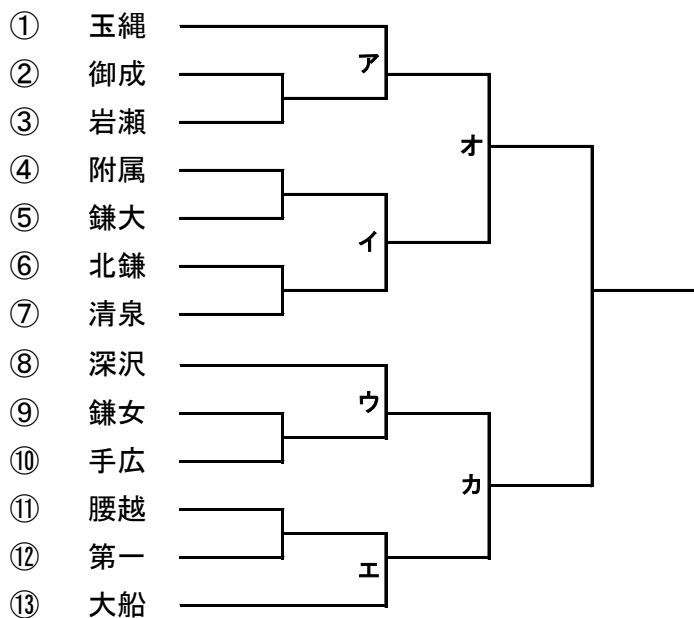 ① 玉縄
② 御成
③ 岩瀬
④ 附属
⑤ 鎌大
⑥ 北鎌
⑦ 清泉
⑧ 深沢
⑨ 鎌女
⑩ 手広
⑪ 腰越
⑫ 第一
⑬ 大船
ア
イ
ウ
エ
オ
カ